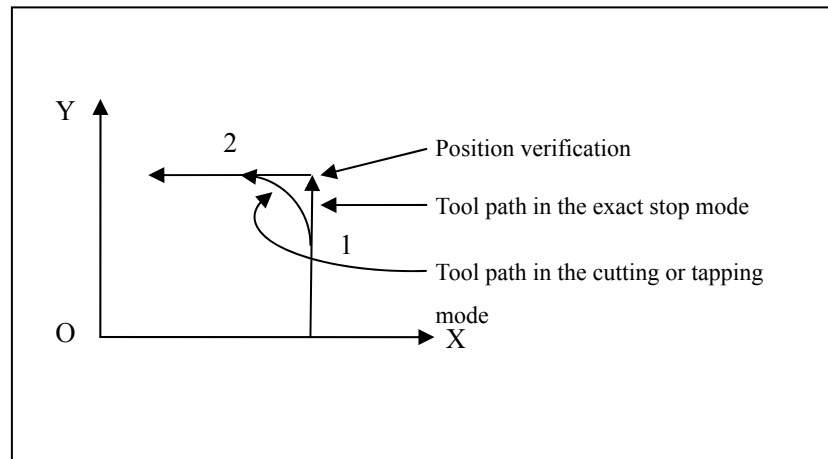 Y
2
Position verification
Tool path in the exact stop mode
1
Tool path in the cutting or tapping
mode
O
X